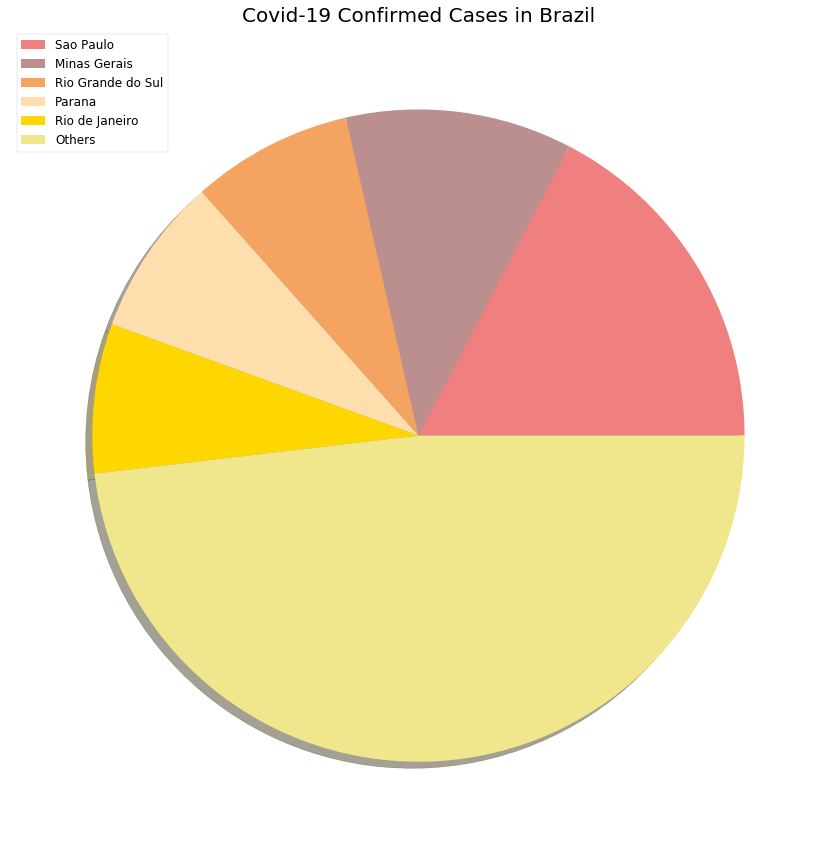 Covid-19 Confirmed Cases in Brazil
Sao Paulo
Minas Gerais
Rio Grande do Sul
Parana
Rio de Janeiro
Others